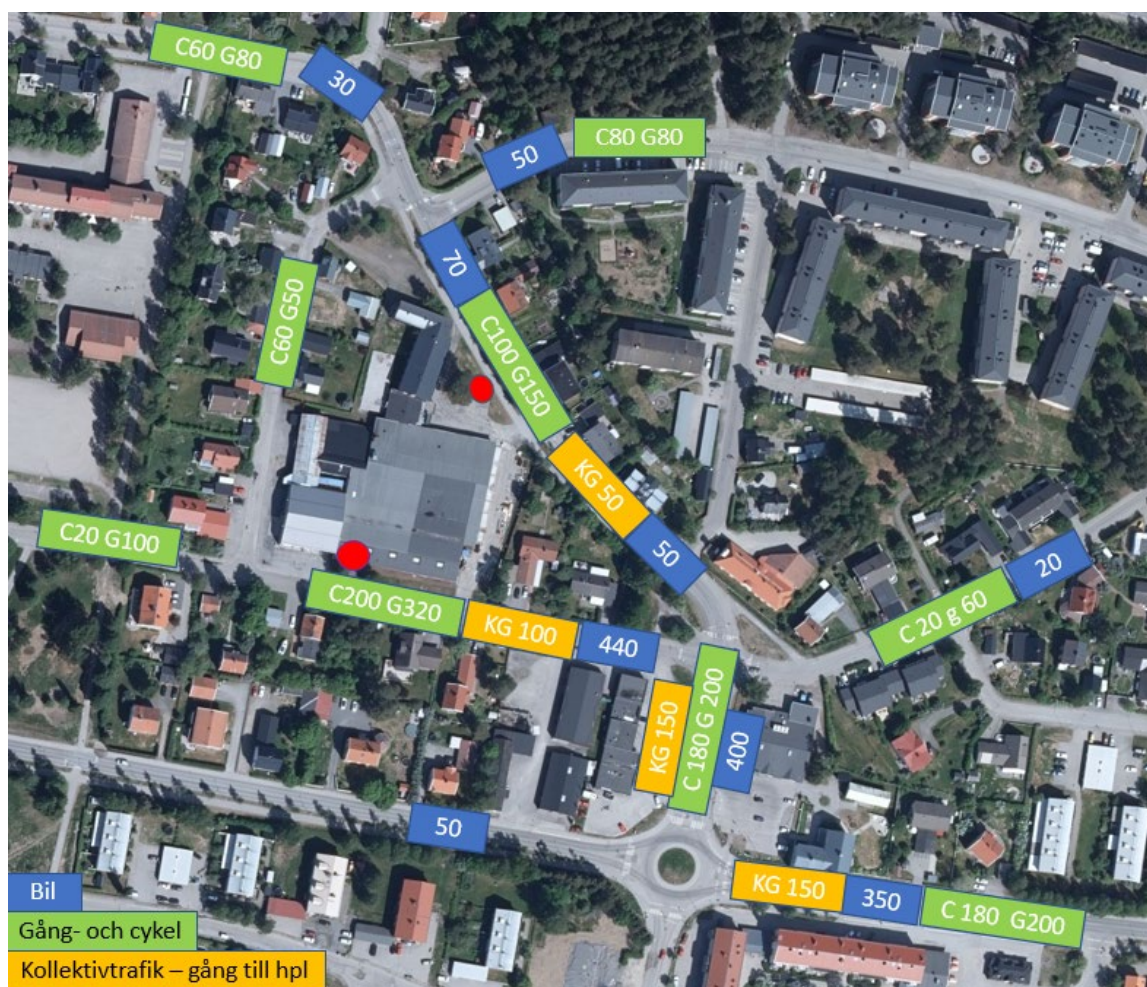 C60 G80
30
50
C80 G80
70
C60 G50
C100 G150
KG 50
50
C20 G100
C200 G320
KG 100
440
C 20 g 60
20
KG 150
C 180 G 200
400
50
KG 150
350
C 180 G200
Bil
Gång- och cykel
Kollektivtrafik – gång till hpl